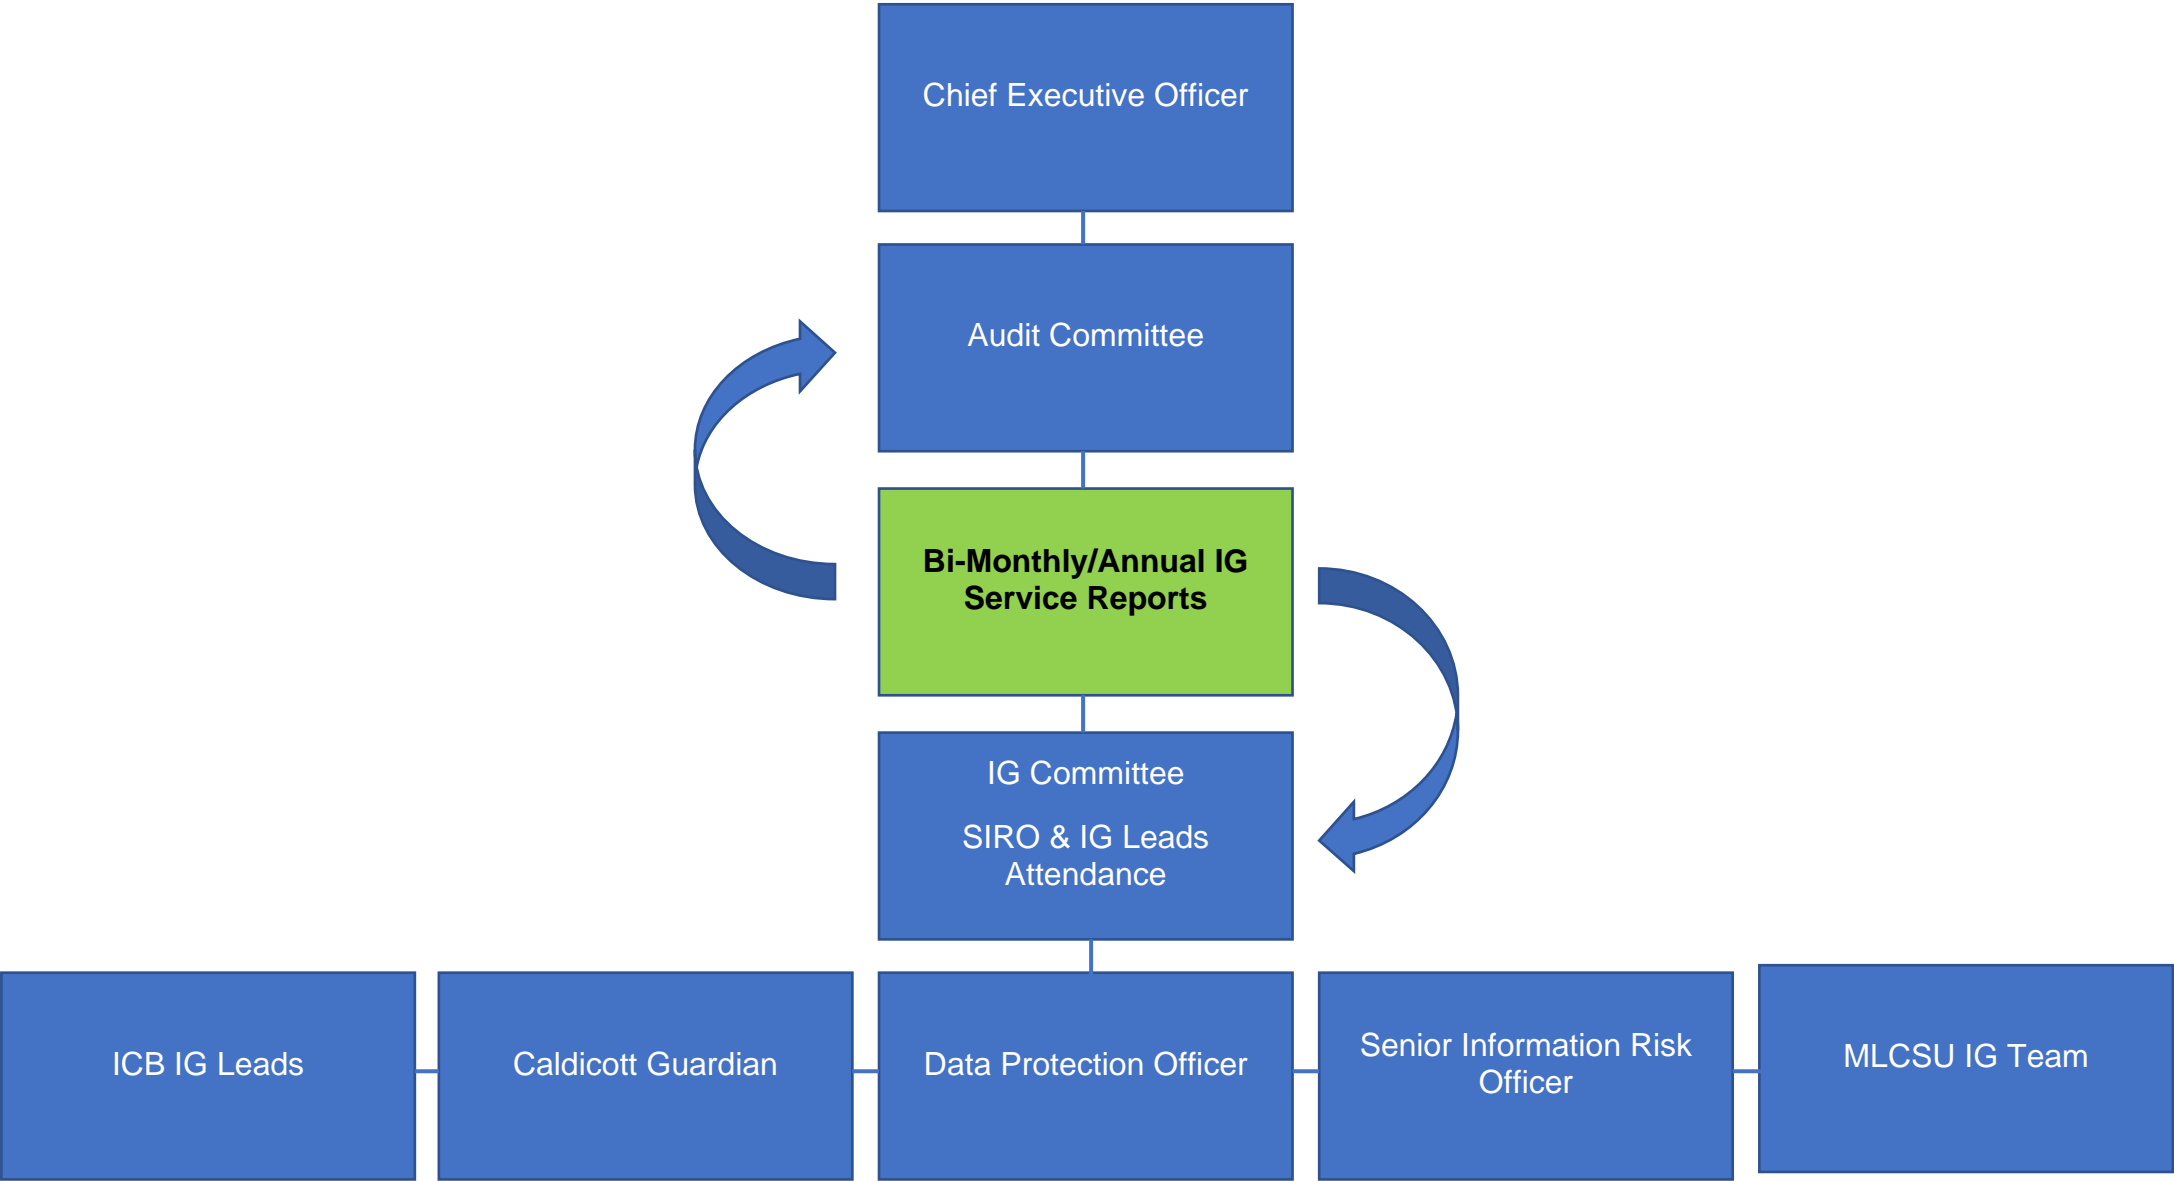 Chief Executive Officer
Audit Committee
Bi-Monthly/Annual IG
Service Reports
IG Committee
SIRO & IG Leads
Attendance
ICB IG Leads
Caldicott Guardian
Data Protection Officer
Senior Information Risk
Officer
MLCSU IG Team